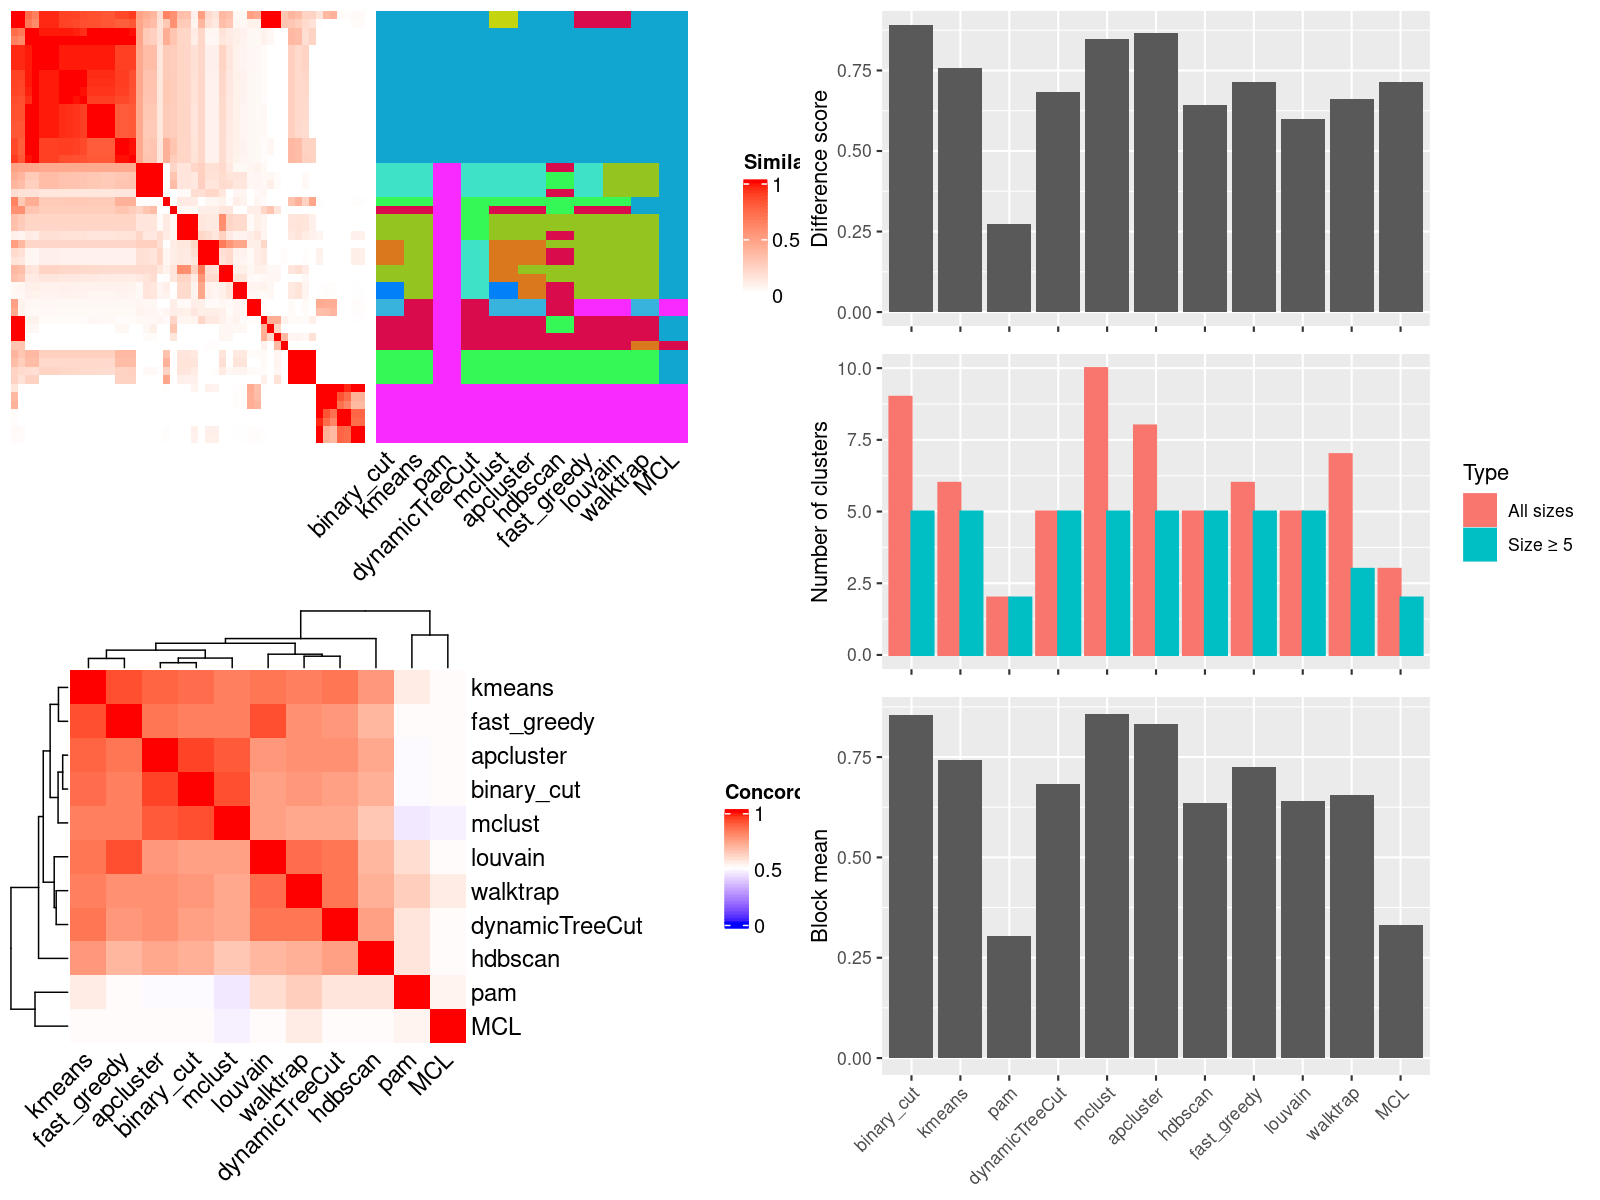 Simila
1
0.5
0
binary_cut
kmeans
pam
dynamicTreeCut
mclust
apcluster
hdbscan
fast_greedy
louvain
walktrap
MCL
Difference score
0.75
0.50
0.25
0.00
Number of clusters
10.0
7.5
5.0
2.5
0.0
Type
All sizes
Size ≥ 5
kmeans
fast_greedy
apcluster
binary_cut
mclust
louvain
walktrap
dynamicTreeCut
hdbscan
pam
MCL
Concord
1
0.5
0
kmeans
fast_greedy
apcluster
binary_cut
mclust
louvain
walktrap
dynamicTreeCut
hdbscan
pam
MCL
Block mean
0.75
0.50
0.25
0.00
binary_cut
kmeans
pam
dynamicTreeCut
mclust
apcluster
hdbscan
fast_greedy
louvain
walktrap
MCL